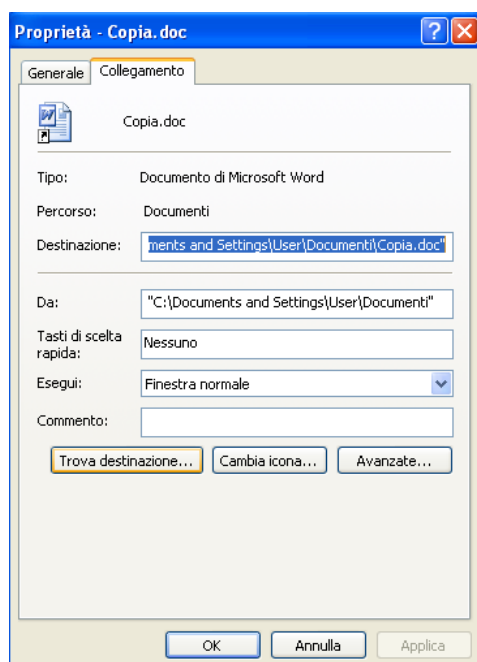 Proprietà - Copia.doc
Generale Collegamento
Copia.doc
Tipo: Documento di Microsoft Word
Percorso: Documenti
Destinazione: ments and Settings\User\Documenti\Copia.doc"
Da: "C:\Documents and Settings\User\Documenti"
Tasti di scelta
rapida: Nessuno
Esegui: Finestra normale
Commento:
Trova destinazione... Cambia icona... Avanzate...
OK Annulla Applica